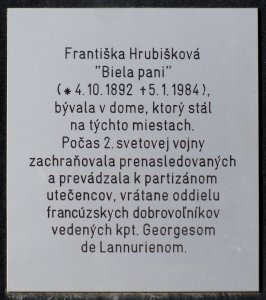 Františka Hrubišková
"Biela pani"
(* 4.10.1892 †5.1.1984),
bývala v dome, ktorý stál
na týchto miestach.
Počas 2. svetovej vojny
zachraňovala prenasledovaných
a prevádzala k partizánom
utečencov, vrátane oddielu
francúzskych dobrovoľníkov
vedených kpt. Georgesom
de Lannurienom.